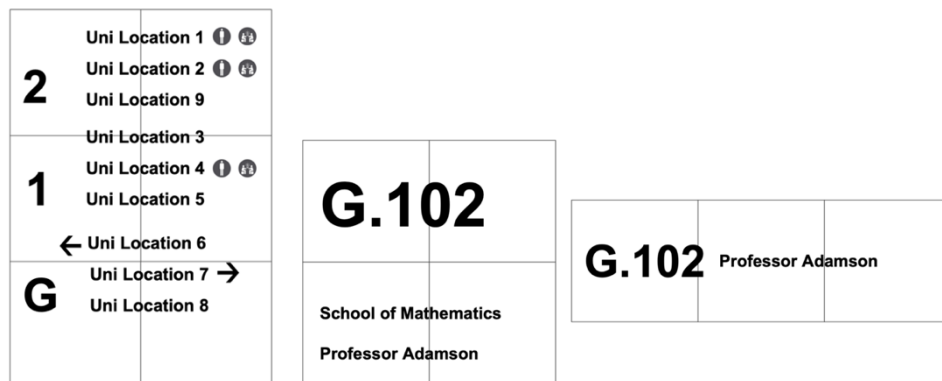 2
Uni Location 1
Uni Location 2
Uni Location 9
1
Uni Location 3
Uni Location 4
Uni Location 5
G
← Uni Location 6
Uni Location 7 →
Uni Location 8
G.102
School of Mathematics
Professor Adamson
G.102 Professor Adamson